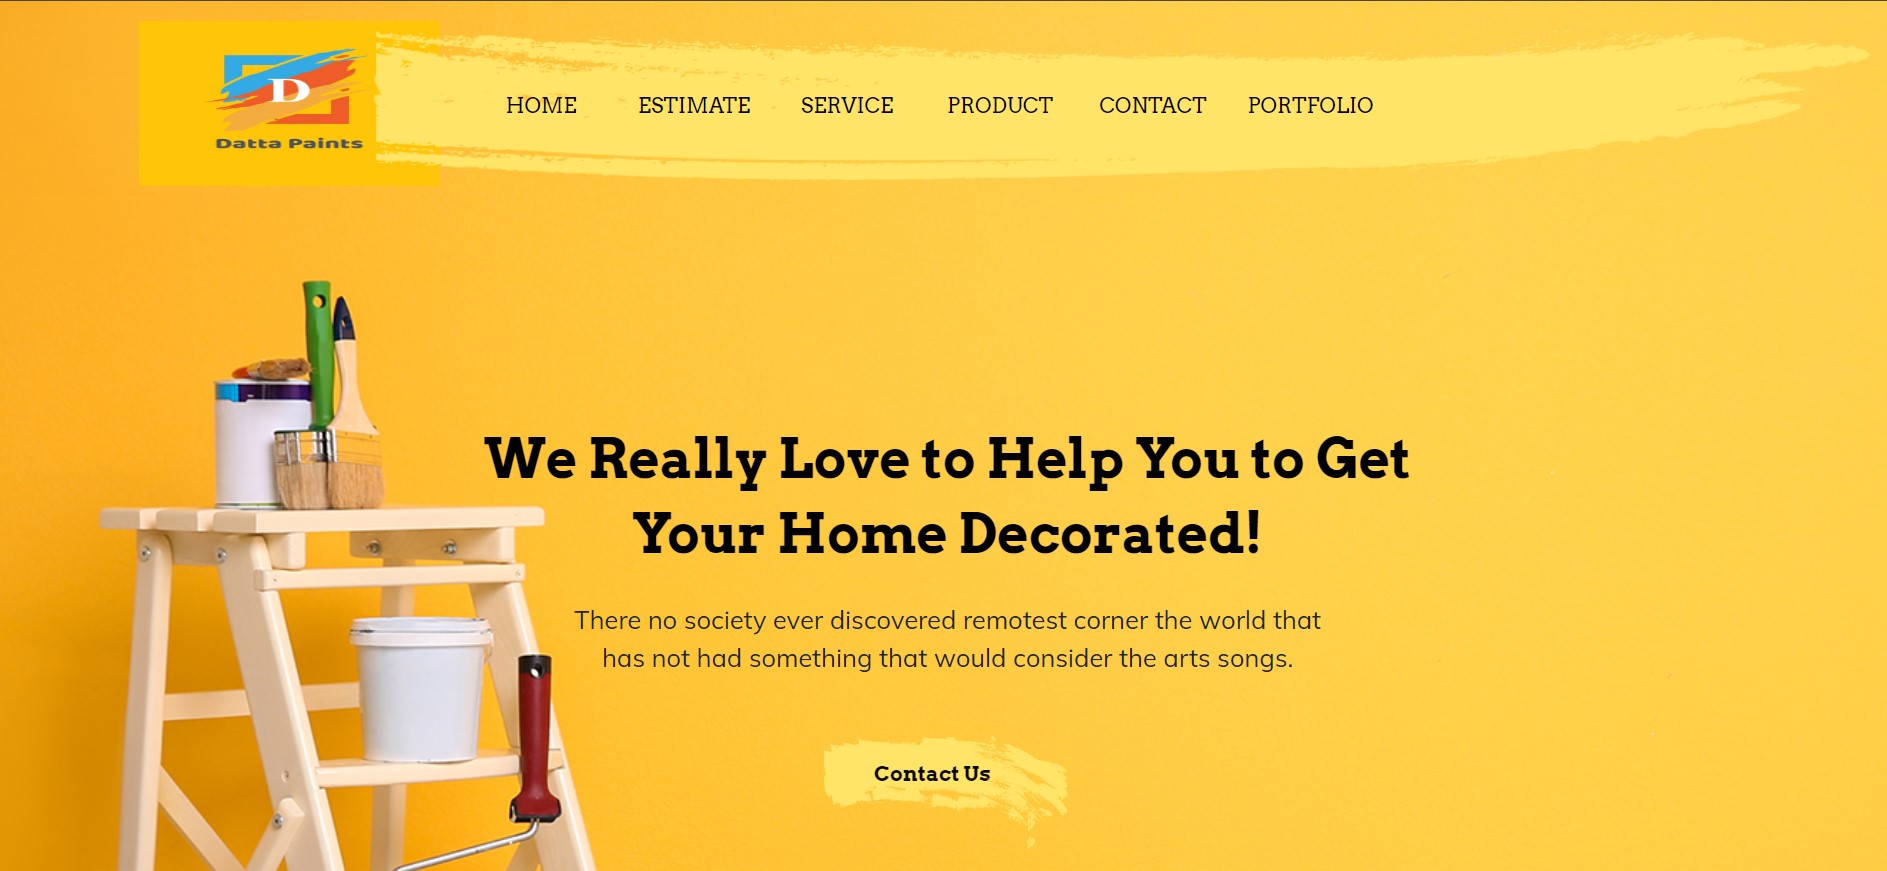 D
Datta Paints
HOME ESTIMATE SERVICE PRODUCT CONTACT PORTFOLIO
We Really Love to Help You to Get
Your Home Decorated!
There no society ever discovered remotest corner the world that
has not had something that would consider the arts songs.
Contact Us